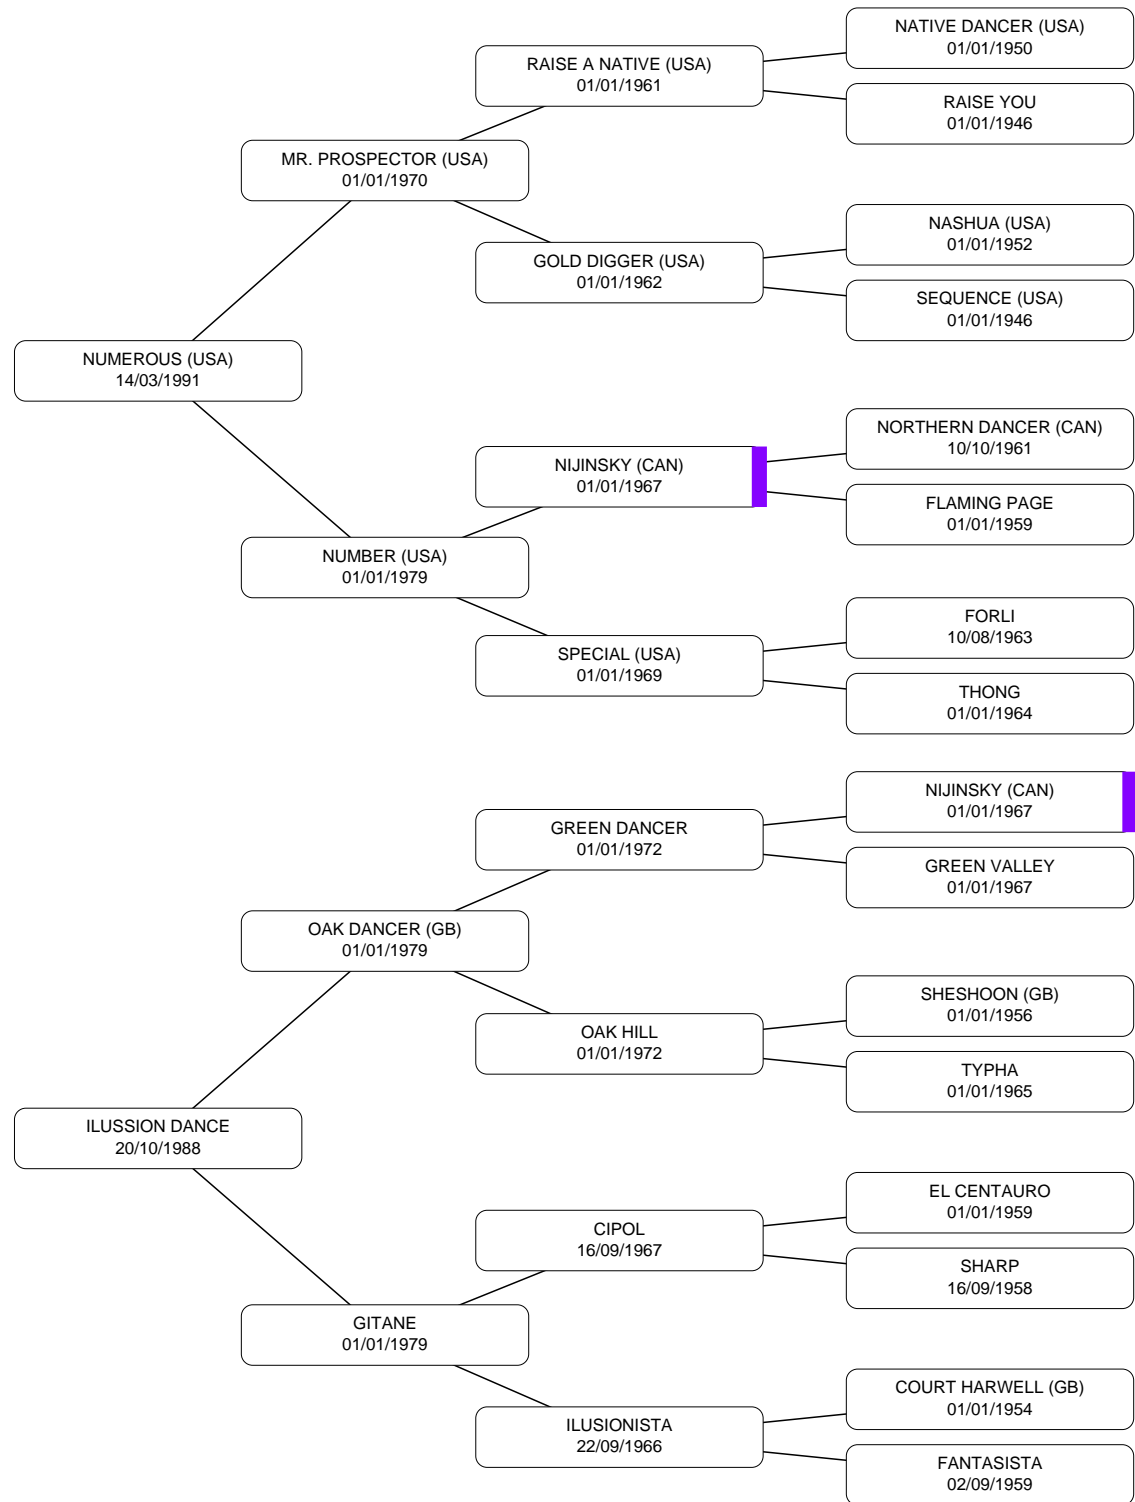 NATIVE DANCER (USA)
01/01/1950
RAISE A NATIVE (USA)
01/01/1961
RAISE YOU
01/01/1946
MR. PROSPECTOR (USA)
01/01/1970
NASHUA (USA)
01/01/1952
GOLD DIGGER (USA)
01/01/1962
SEQUENCE (USA)
01/01/1946
NUMEROUS (USA)
14/03/1991
NORTHERN DANCER (CAN)
10/10/1961
NIJINSKY (CAN)
01/01/1967
FLAMING PAGE
01/01/1959
NUMBER (USA)
01/01/1979
FORLI
10/08/1963
SPECIAL (USA)
01/01/1969
THONG
01/01/1964
NIJINSKY (CAN)
01/01/1967
GREEN DANCER
01/01/1972
GREEN VALLEY
01/01/1967
OAK DANCER (GB)
01/01/1979
SHESHOON (GB)
01/01/1956
OAK HILL
01/01/1972
TYPHA
01/01/1965
ILUSSION DANCE
20/10/1988
EL CENTAURO
01/01/1959
CIPOL
16/09/1967
SHARP
16/09/1958
GITANE
01/01/1979
COURT HARWELL (GB)
01/01/1954
ILUSIONISTA
22/09/1966
FANTASISTA
02/09/1959